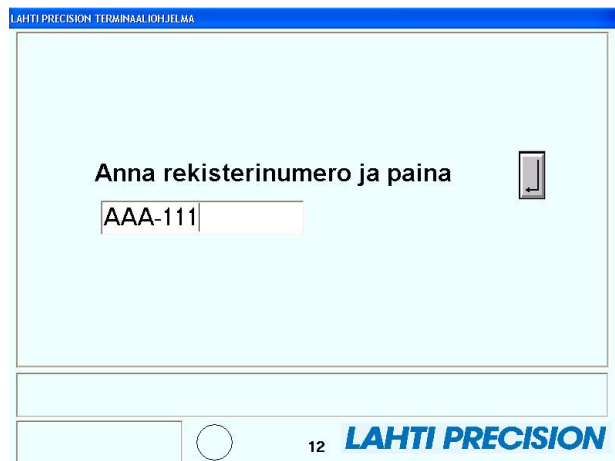 LAHTI PRECISION TERMINAALIOHJELMA
Anna rekisterinumero ja paina
AAA-111
12 LAHTI PRECISION